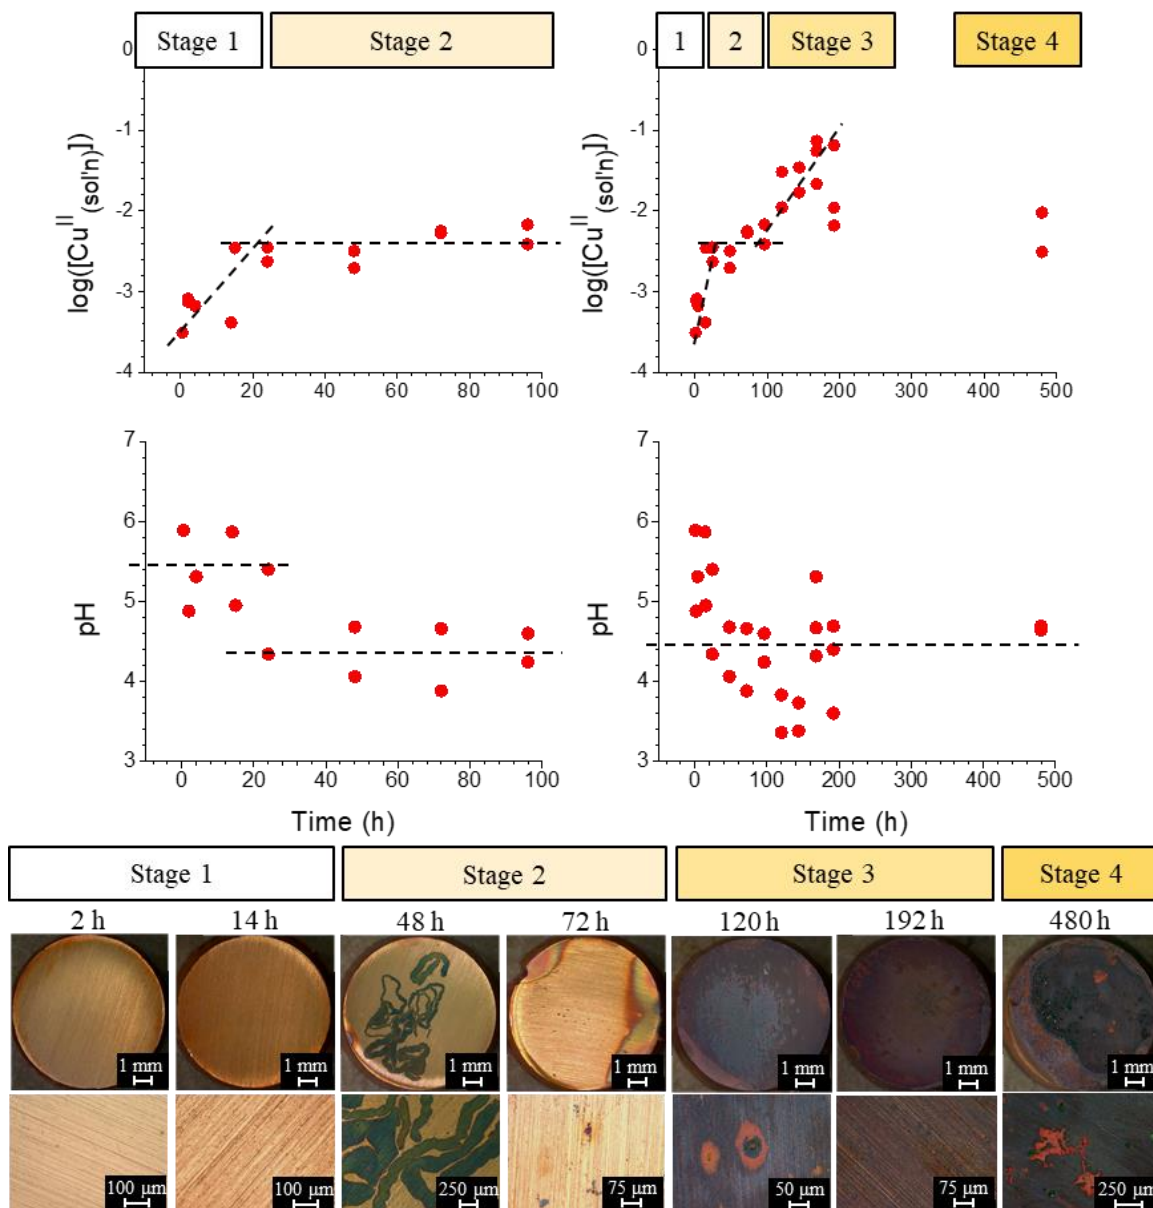 Stage 1
Stage 2
1
2
Stage 3
Stage 4
0
-1
-2
-3
-4
log([Cu^II (sol'n)])
0
20
40
60
80
100
0
-1
-2
-3
-4
log([Cu^II (sol'n)])
0
100
200
300
400
500
7
6
5
4
3
pH
0
20
40
60
80
100
Time (h)
7
6
5
4
3
pH
0
100
200
300
400
500
Time (h)
Stage 1
Stage 2
Stage 3
Stage 4
2 h
14 h
48 h
72 h
120 h
192 h
480 h
1 mm
1 mm
1 mm
1 mm
1 mm
1 mm
1 mm
100 µm
100 µm
250 µm
75 µm
50 µm
75 µm
250 µm